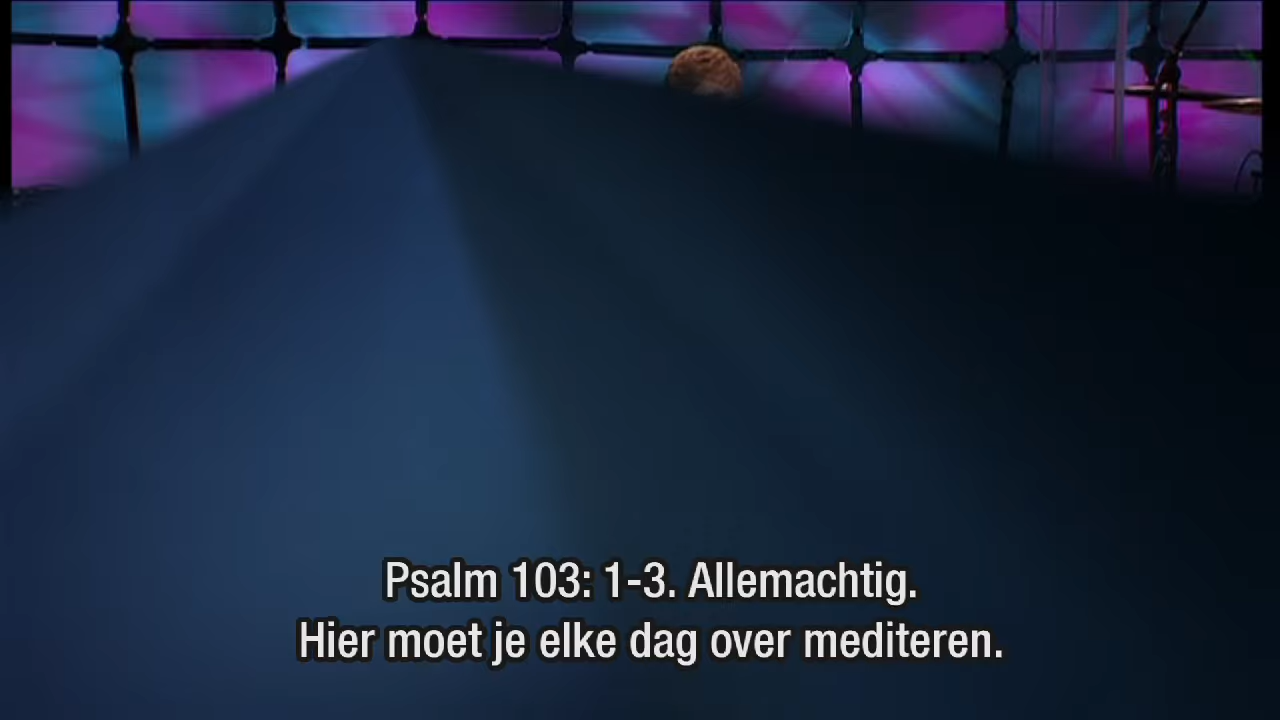 Psalm 103: 1-3. Allemachtig.
Hier moet je elke dag over mediteren.